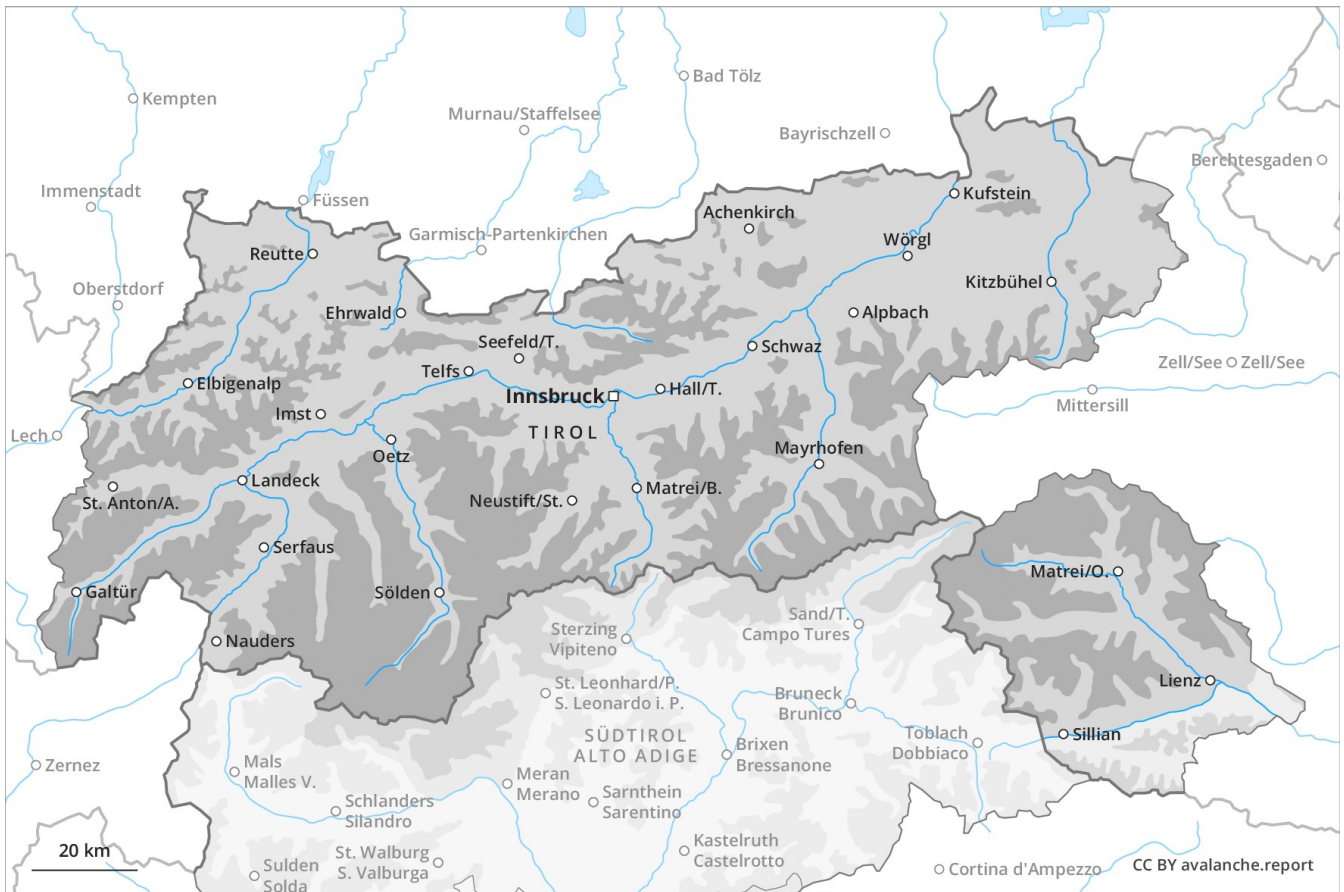 Kempten
Bad Tölz
Murnau/Staffelsee
Bayrischzell
Berchtesgaden
Immenstadt
Füssen
Kufstein
Achenkirch
Garmisch-Partenkirchen
Wörgl
Reutte
Oberstdorf
Kitzbühel
Ehrwald
Alpbach
Seefeld/T.
Schwaz
Zell/See
Zell/See
Telfs
Elbigenalp
Hall/T.
Innsbruck
Mittersill
Imst
Lech
TIROL
Oetz
Mayrhofen
Landeck
Matrei/B.
St. Anton/A.
Neustift/St.
Serfaus
Matrei/O.
Galtür
Sölden
Sand/T.
Campo Tures
Sterzing
Vipiteno
Nauders
Lienz
St. Leonhard/P.
S. Leonardo i. P.
Bruneck
Brunico
Sillian
SÜDTIROL
ALTO ADIGE
Toblach
Dobbiaco
Brixen
Bressanone
Zernez
Mals
Malles V.
Meran
Merano
Sarnthein
Sarentino
Schlanders
Silandro
Kastelruth
Castelrotto
20 km
St. Walburg
S. Valburga
Sulden
Solda
Cortina d'Ampezzo
CC BY avalanche.report